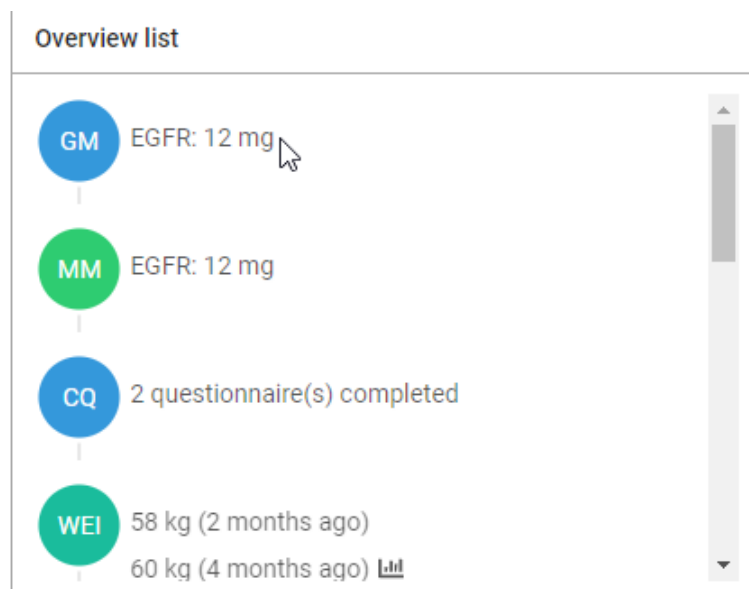 Overview list
GM
EGFR: 12 mg
MM
EGFR: 12 mg
CQ
2 questionnaire(s) completed
WEI
58 kg (2 months ago)
60 kg (4 months ago)